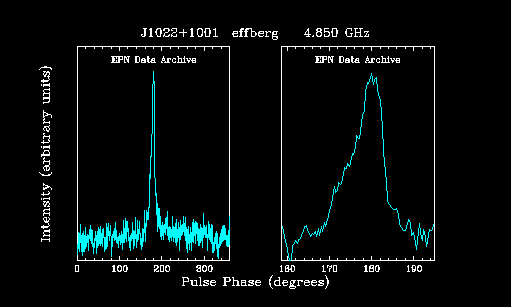 J1022+1001 effberg 4.850 GHz
EPN Data Archive
EPN Data Archive
Intensity (arbitrary units)
0 100 200 300
160 170 180 190
Pulse Phase (degrees)